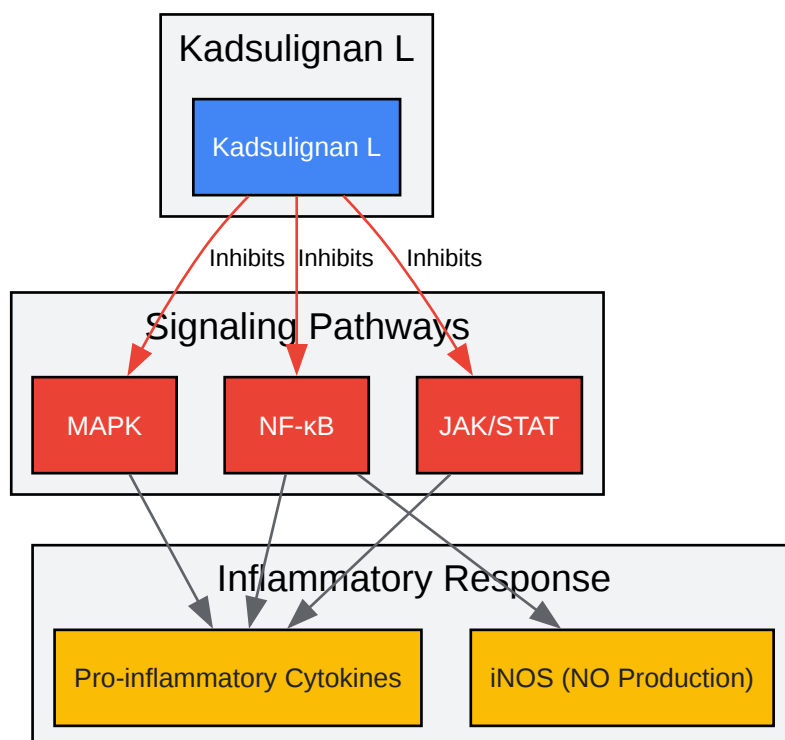 Kadsulignan L
Kadsulignan L
Inhibits Inhibits Inhibits
Signaling Pathways
MAPK NF-κB JAK/STAT
Inflammatory Response
Pro-inflammatory Cytokines iNOS (NO Production)